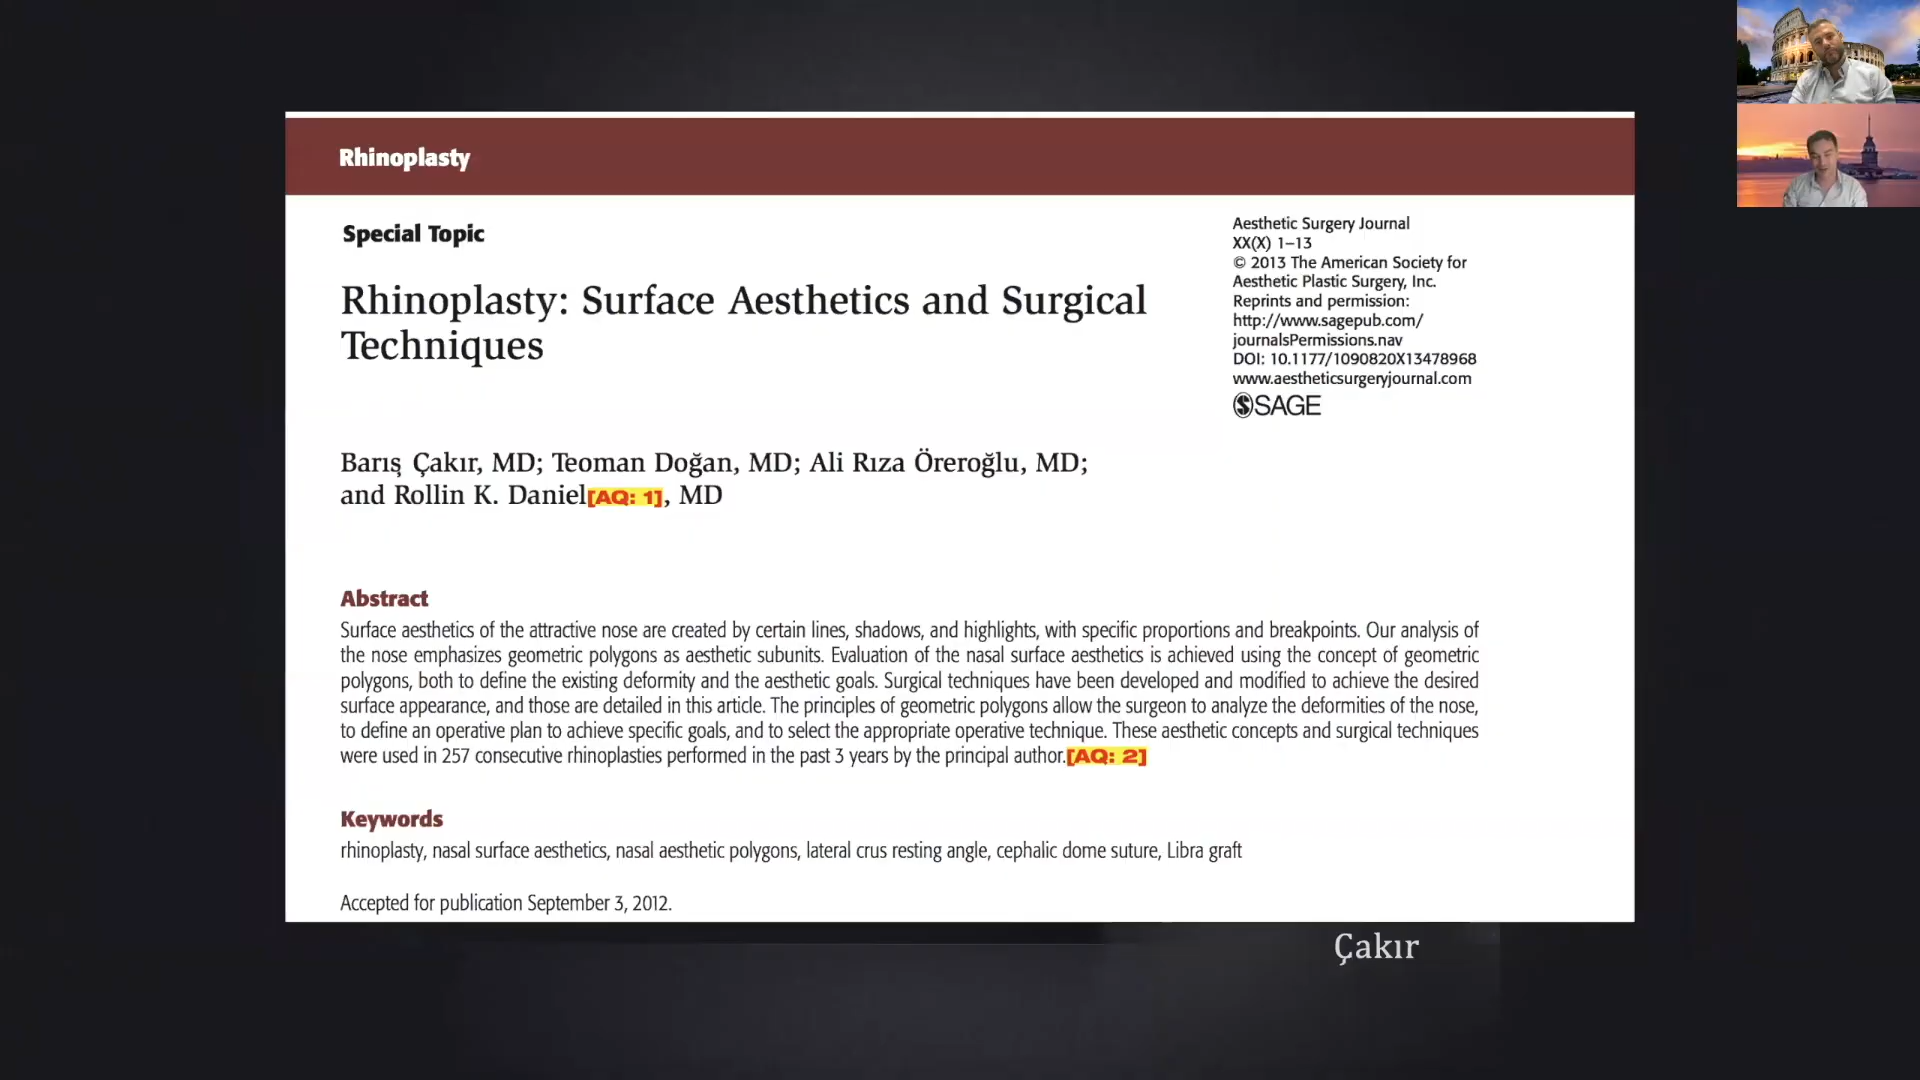 Rhinoplasty
Special Topic
Rhinoplasty: Surface Aesthetics and Surgical
Techniques
Aesthetic Surgery Journal
XX(X) 1–13
© 2013 The American Society for
Aesthetic Plastic Surgery, Inc.
Reprints and permission:
http://www.sagepub.com/
journalsPermissions.nav
DOI: 10.1177/1090820X13478968
www.aestheticsurgeryjournal.com
SAGE
Barış Çakır, MD; Teoman Doğan, MD; Ali Rıza Öreroğlu, MD;
and Rollin K. Daniel[AQ: 1], MD
Abstract
Surface aesthetics of the attractive nose are created by certain lines, shadows, and highlights, with specific proportions and breakpoints. Our analysis of
the nose emphasizes geometric polygons as aesthetic subunits. Evaluation of the nasal surface aesthetics is achieved using the concept of geometric
polygons, both to define the existing deformity and the aesthetic goals. Surgical techniques have been developed and modified to achieve the desired
surface appearance, and those are detailed in this article. The principles of geometric polygons allow the surgeon to analyze the deformities of the nose,
to define an operative plan to achieve specific goals, and to select the appropriate operative technique. These aesthetic concepts and surgical techniques
were used in 257 consecutive rhinoplasties performed in the past 3 years by the principal author.[AQ: 2]
Keywords
rhinoplasty, nasal surface aesthetics, nasal aesthetic polygons, lateral crus resting angle, cephalic dome suture, Libra graft
Accepted for publication September 3, 2012.
Çakır